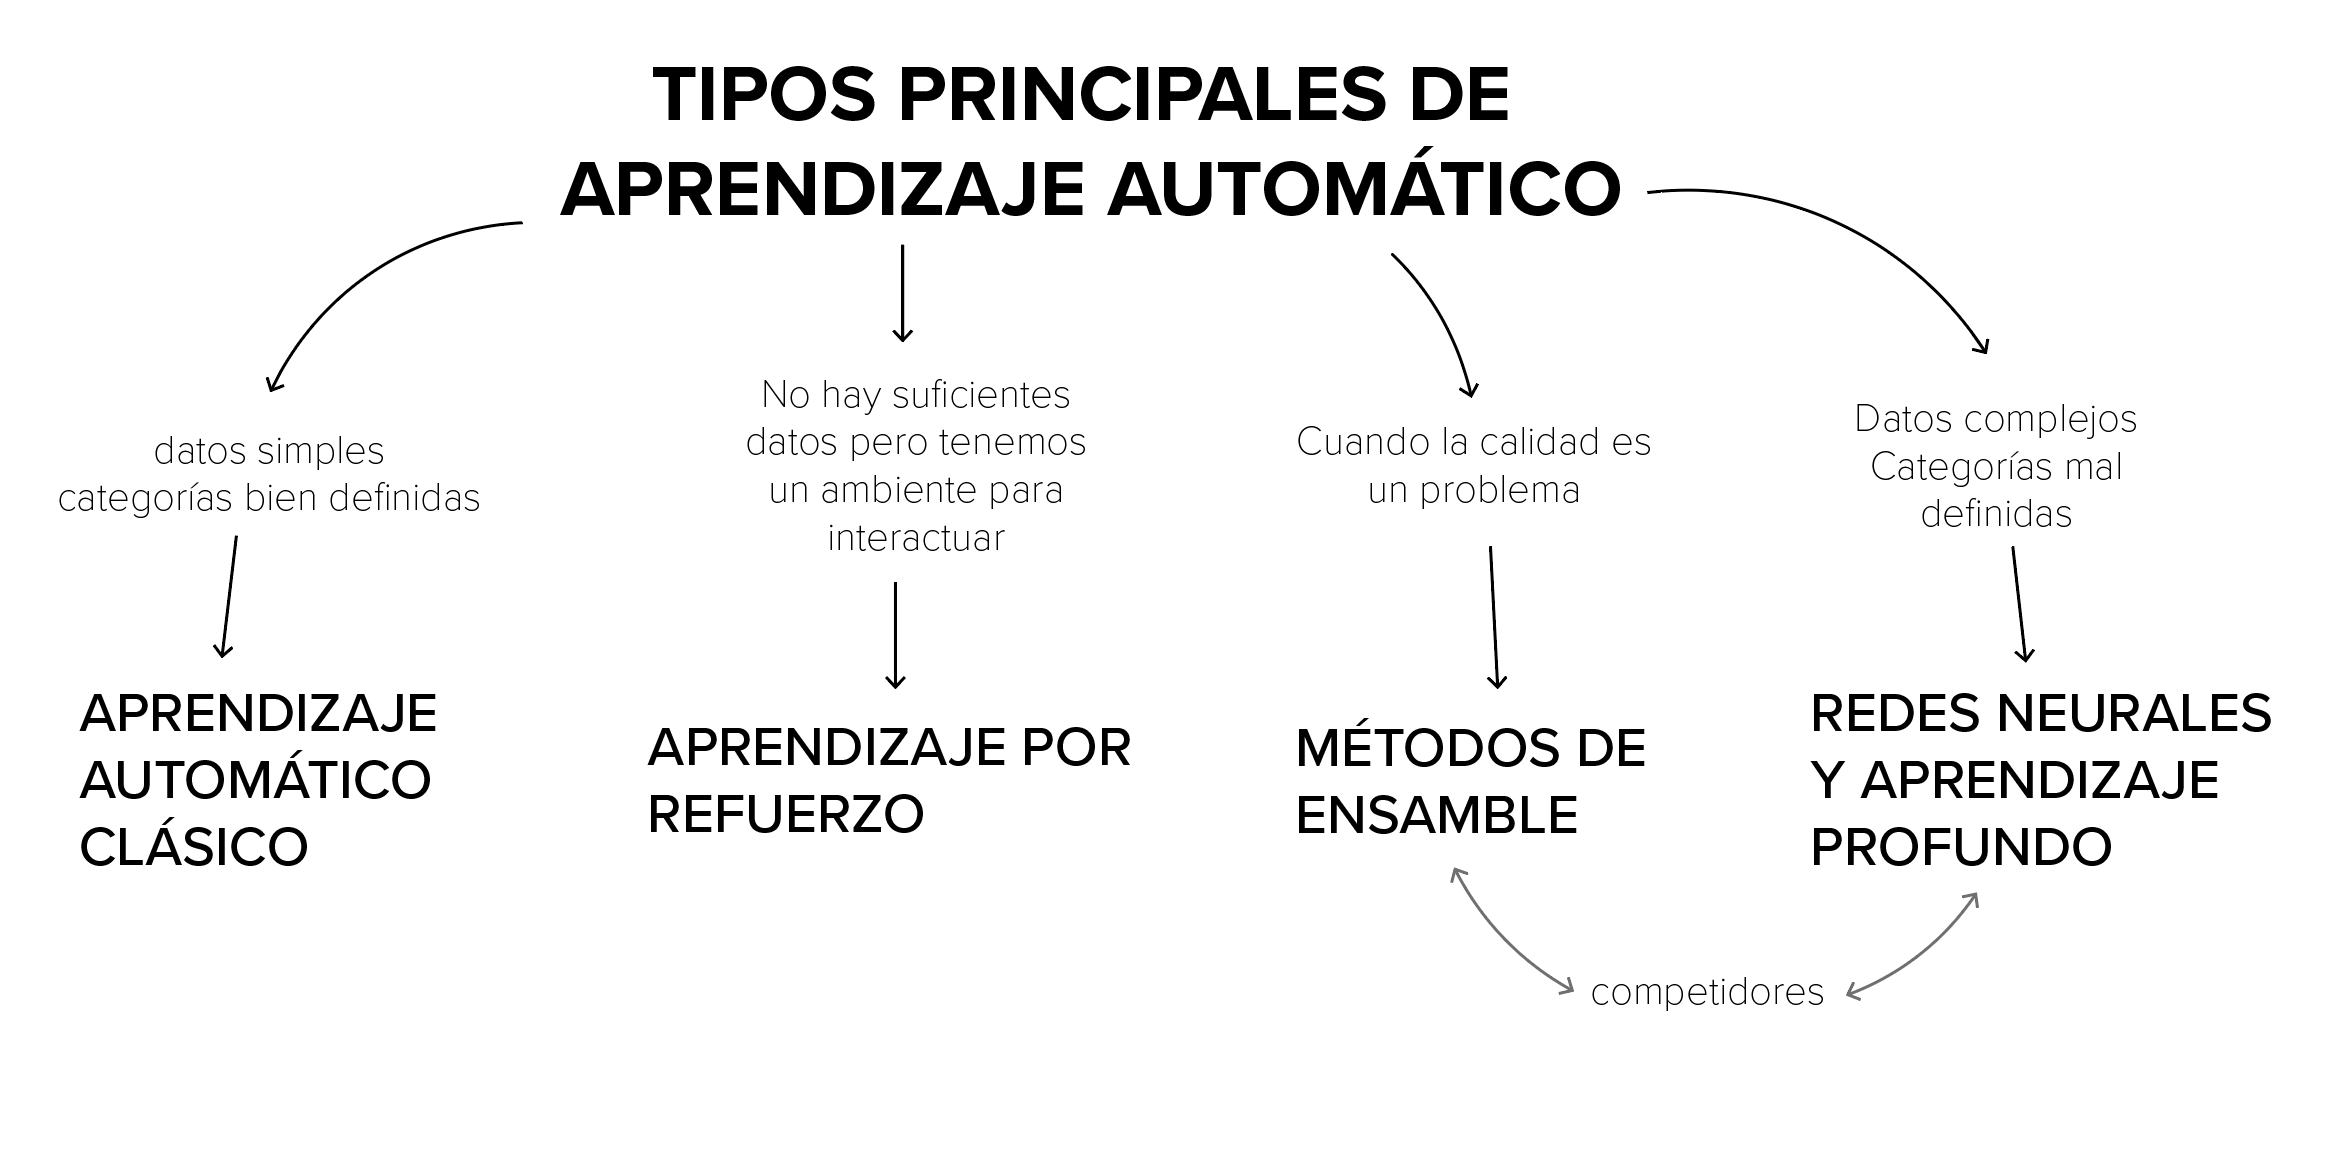 TIPOS PRINCIPALES DE
APRENDIZAJE AUTOMÁTICO
datos simples
categorías bien definidas
APRENDIZAJE
AUTOMÁTICO
CLÁSICO
No hay suficientes
datos pero tenemos
un ambiente para
interactuar
APRENDIZAJE POR
REFUERZO
Cuando la calidad es
un problema
MÉTODOS DE
ENSAMBLE
Datos complejos
Categorías mal
definidas
REDES NEURALES
Y APRENDIZAJE
PROFUNDO
competidores